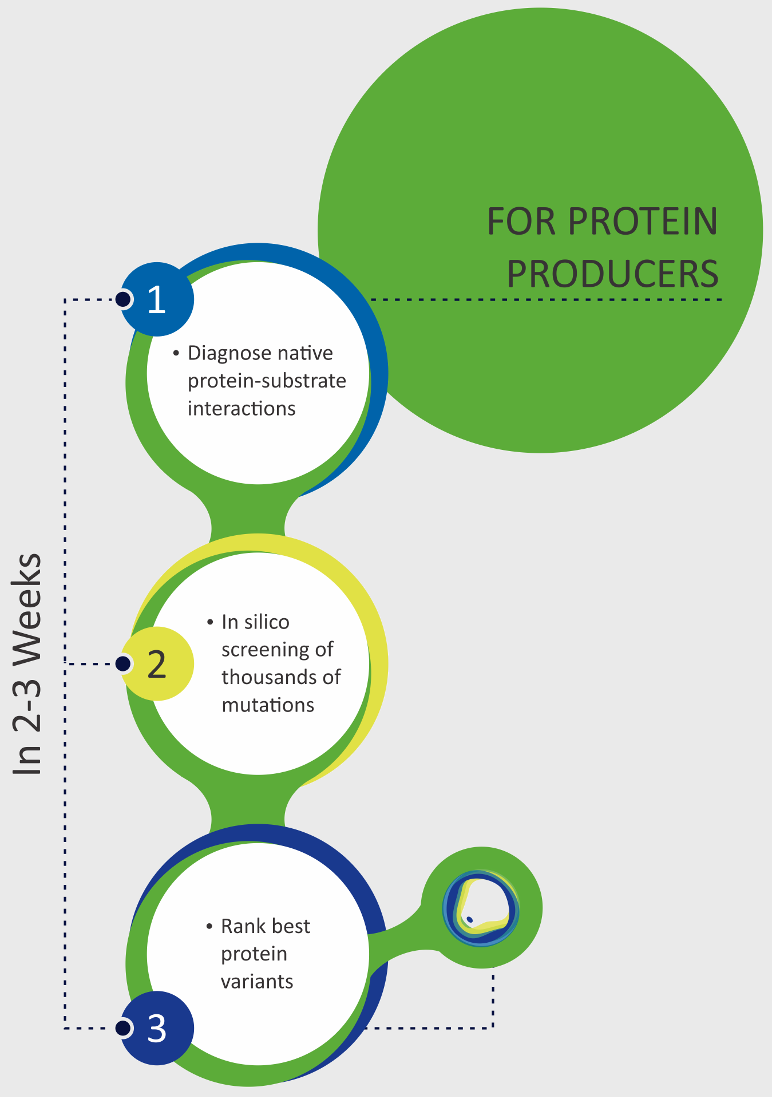 FOR PROTEIN
PRODUCERS
1
• Diagnose native
protein-substrate
interactions
In 2-3 Weeks
2
• In silico
screening of
thousands of
mutations
3
• Rank best
protein
variants